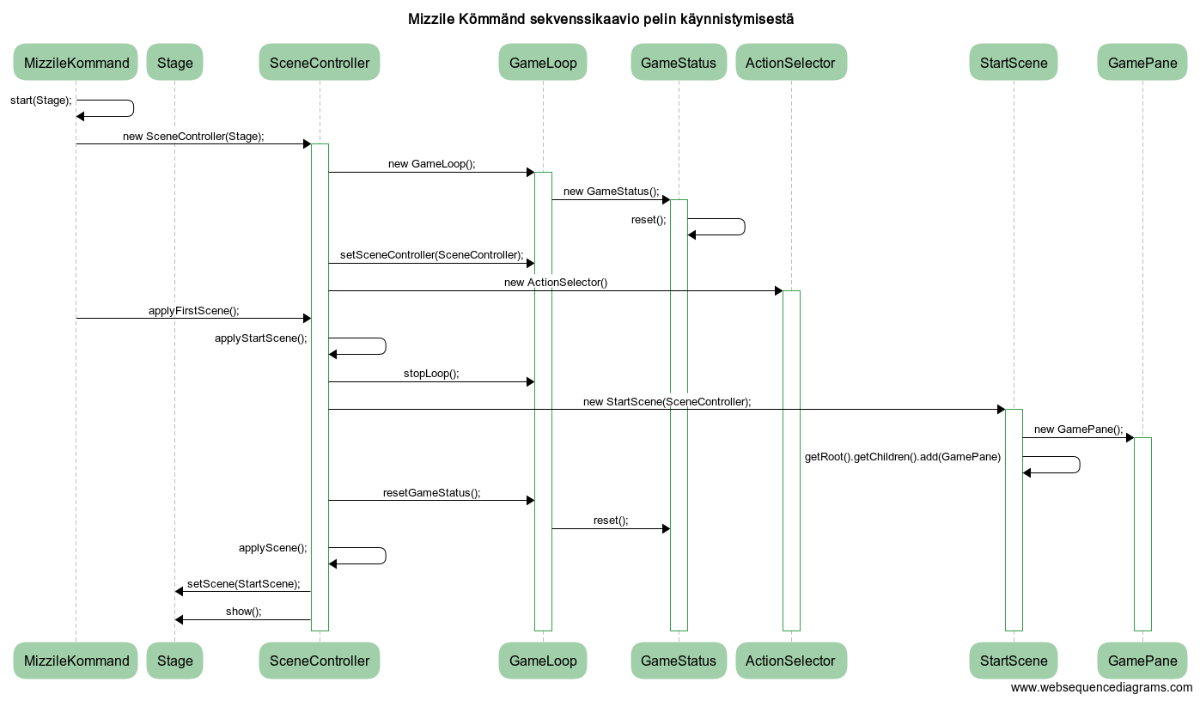 Mizzile Kömmänd sekvenssikaavio pelin käynnistymisestä
MizzileKommand
Stage
SceneController
GameLoop
GameStatus
ActionSelector
StartScene
GamePane
start(Stage);
new SceneController(Stage);
new GameLoop();
new GameStatus();
reset();
setSceneController(SceneController);
new ActionSelector()
applyFirstScene();
applyStartScene();
stopLoop();
new StartScene(SceneController);
new GamePane();
getRoot().getChildren().add(GamePane)
resetGameStatus();
reset();
applyScene();
setScene(StartScene);
show();
MizzileKommand
Stage
SceneController
GameLoop
GameStatus
ActionSelector
StartScene
GamePane
www.websequencediagrams.com